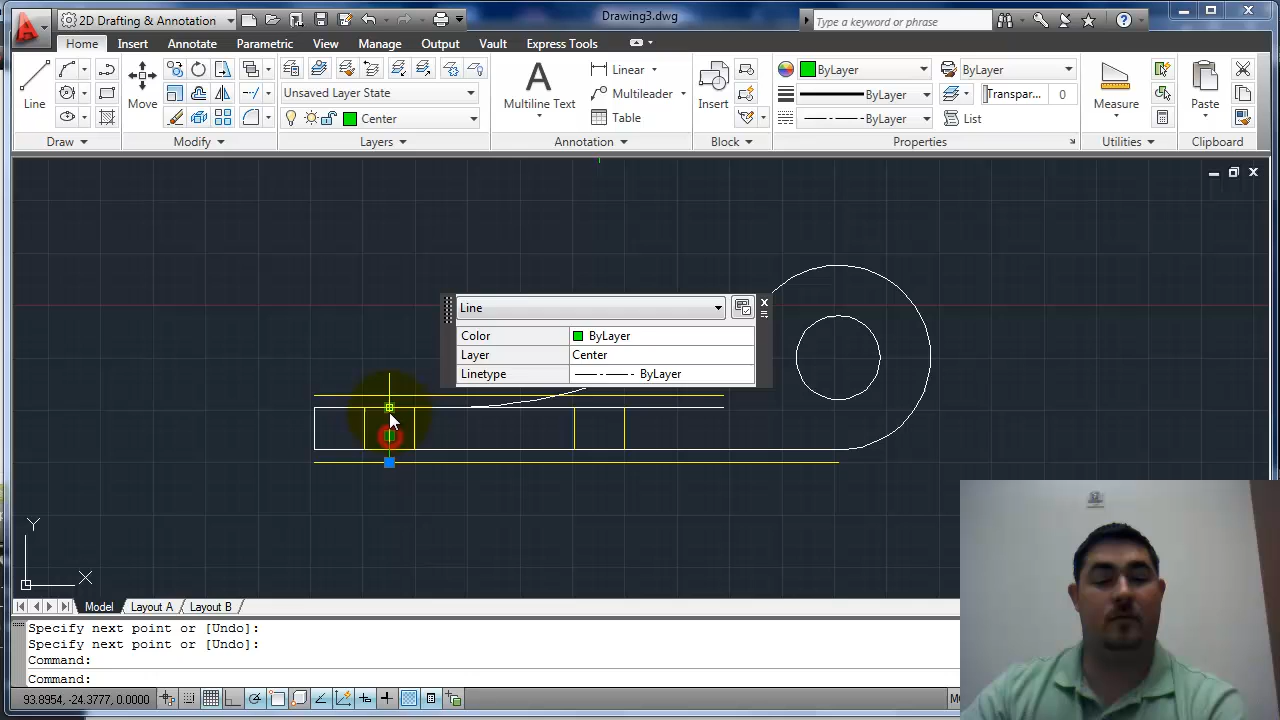 2D Drafting & Annotation
Drawing3.dwg
Type a keyword or phrase
Home Insert Annotate Parametric View Manage Output Vault Express Tools
Line
Move
Unsaved Layer State
Center
Multiline Text
Linear
Multileader
Table
Insert
ByLayer
ByLayer
ByLayer
Transpar... 0
ByLayer
List
Measure
Paste
Draw
Modify
Layers
Annotation
Block
Properties
Utilities
Clipboard
Line
Color ByLayer
Layer Center
Linetype ByLayer
Y
X
Model Layout A Layout B
Specify next point or [Undo]:
Specify next point or [Undo]:
Command:
Command:
93.8954, -24.3777, 0.0000